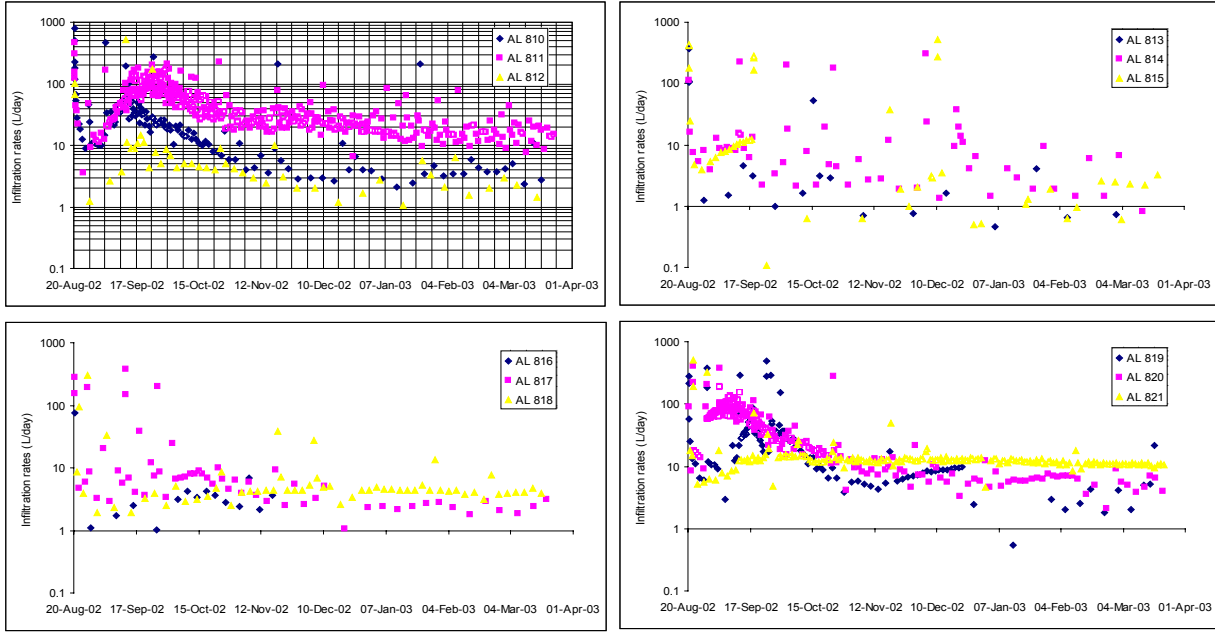 Infiltration rates (L/day)
1000
100
10
1
0.1
20-Aug-02 17-Sep-02 15-Oct-02 12-Nov-02 10-Dec-02 07-Jan-03 04-Feb-03 04-Mar-03 01-Apr-03
AL 810
AL 811
AL 812
Infiltration rates (L/day)
1000
100
10
1
0.1
20-Aug-02 17-Sep-02 15-Oct-02 12-Nov-02 10-Dec-02 07-Jan-03 04-Feb-03 04-Mar-03 01-Apr-03
AL 813
AL 814
AL 815
Infiltration rates (L/day)
1000
100
10
1
0.1
20-Aug-02 17-Sep-02 15-Oct-02 12-Nov-02 10-Dec-02 07-Jan-03 04-Feb-03 04-Mar-03 01-Apr-03
AL 816
AL 817
AL 818
Infiltration rates (L/day)
1000
100
10
1
0.1
20-Aug-02 17-Sep-02 15-Oct-02 12-Nov-02 10-Dec-02 07-Jan-03 04-Feb-03 04-Mar-03 01-Apr-03
AL 819
AL 820
AL 821